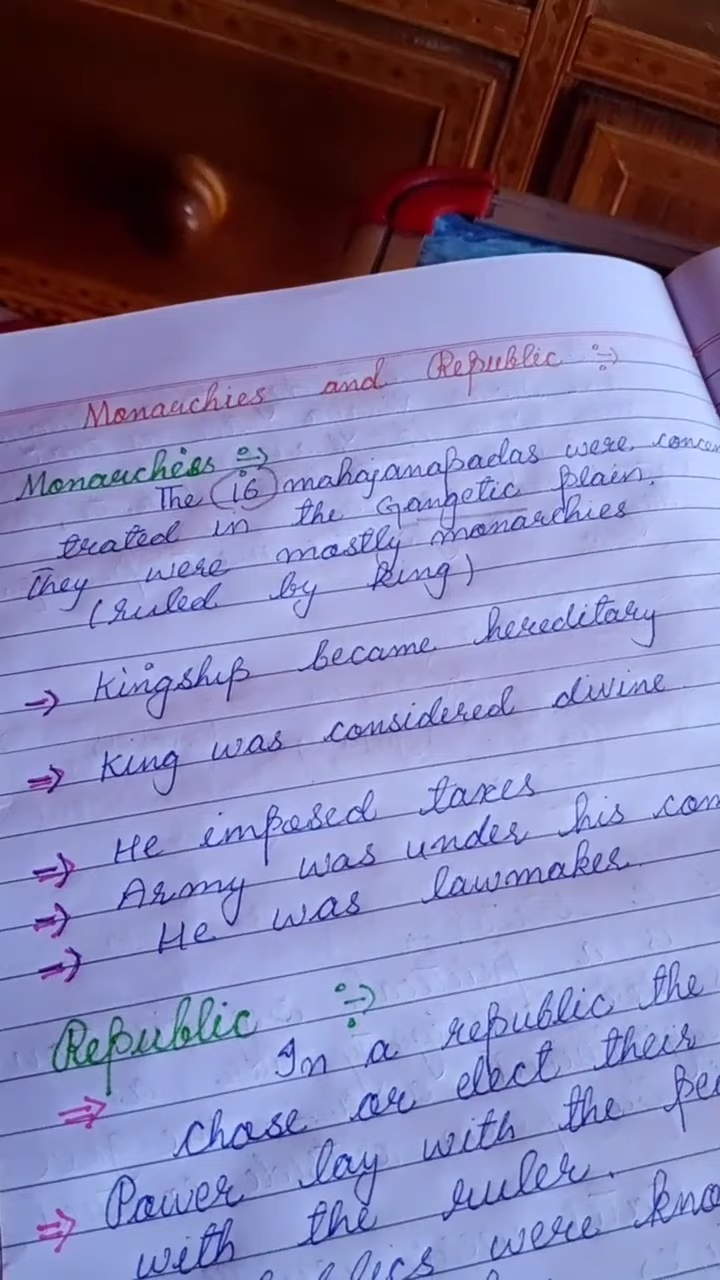 Monarchies and Republic ÷)
Monarches ÷)
The 16 mahajanapadas were concen
trated in the Gangetic plain.
They were mostly monarchies
(ruled by king)
→ Kingship became hereditary
⇒ King was considered divine
⇒ He imposed taxes
⇒ Army was under his con
⇒ He was lawmaker.
Republic ÷)
⇒ In a republic the
chose or elect their
⇒ Power lay with the pe
with the ruler.
were kno